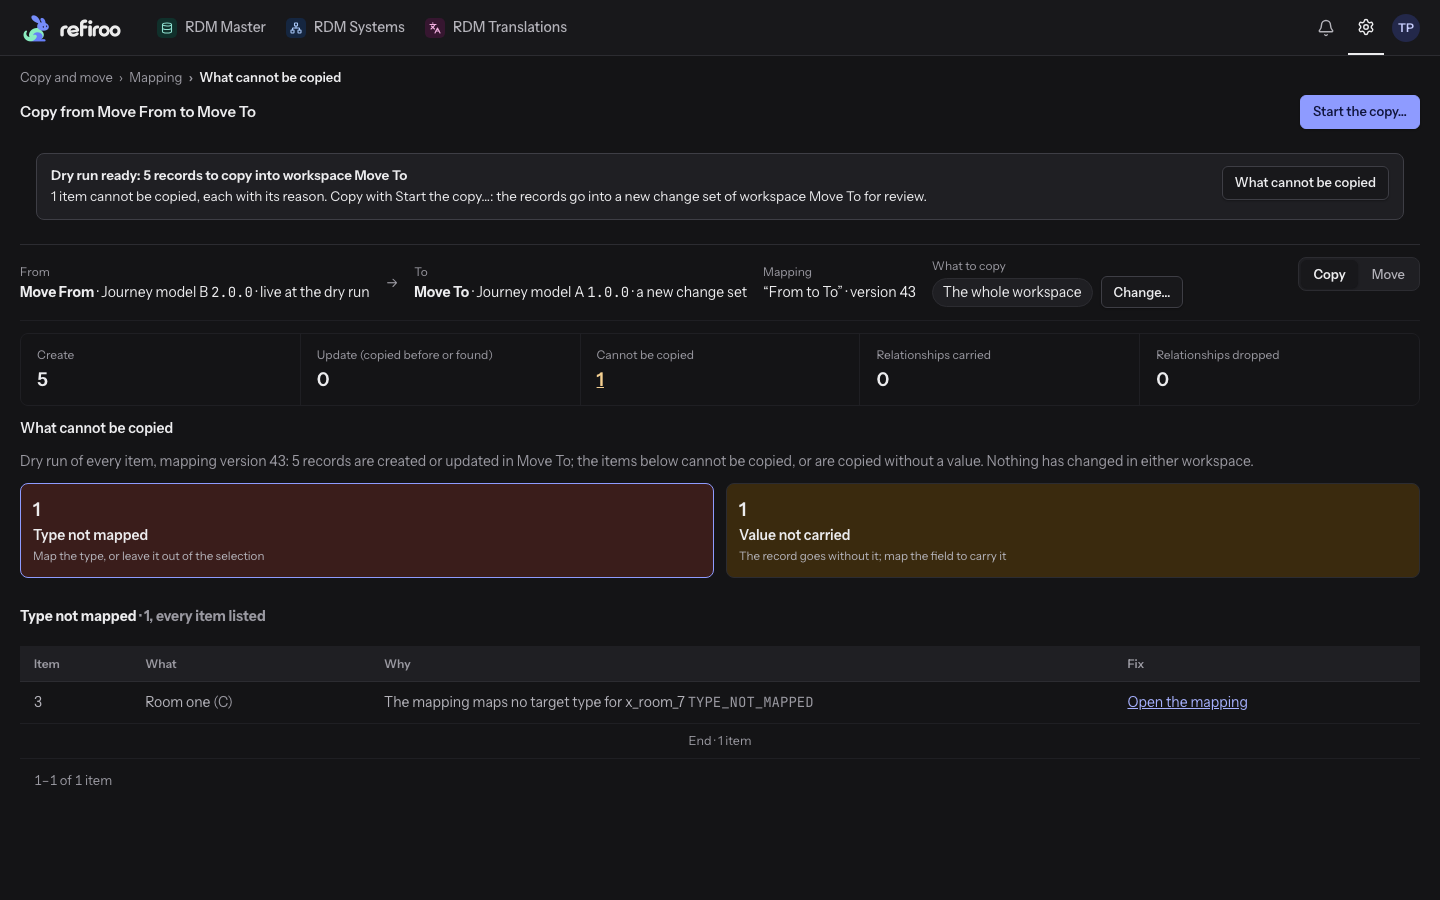 refiroo
RDM Master
RDM Systems
RDM Translations
TP
Copy and move › Mapping › What cannot be copied
Copy from Move From to Move To
Start the copy...
Dry run ready: 5 records to copy into workspace Move To
1 item cannot be copied, each with its reason. Copy with Start the copy...: the records go into a new change set of workspace Move To for review.
What cannot be copied
From
Move From · Journey model B 2.0.0 · live at the dry run
→
To
Move To · Journey model A 1.0.0 · a new change set
Mapping
“From to To” · version 43
What to copy
The whole workspace
Change...
Copy
Move
Create
5
Update (copied before or found)
0
Cannot be copied
1
Relationships carried
0
Relationships dropped
0
What cannot be copied
Dry run of every item, mapping version 43: 5 records are created or updated in Move To; the items below cannot be copied, or are copied without a value. Nothing has changed in either workspace.
1
Type not mapped
Map the type, or leave it out of the selection
1
Value not carried
The record goes without it; map the field to carry it
Type not mapped · 1, every item listed
Item What Why Fix
3 Room one (C) The mapping maps no target type for x_room_7 TYPE_NOT_MAPPED Open the mapping
End · 1 item
1–1 of 1 item